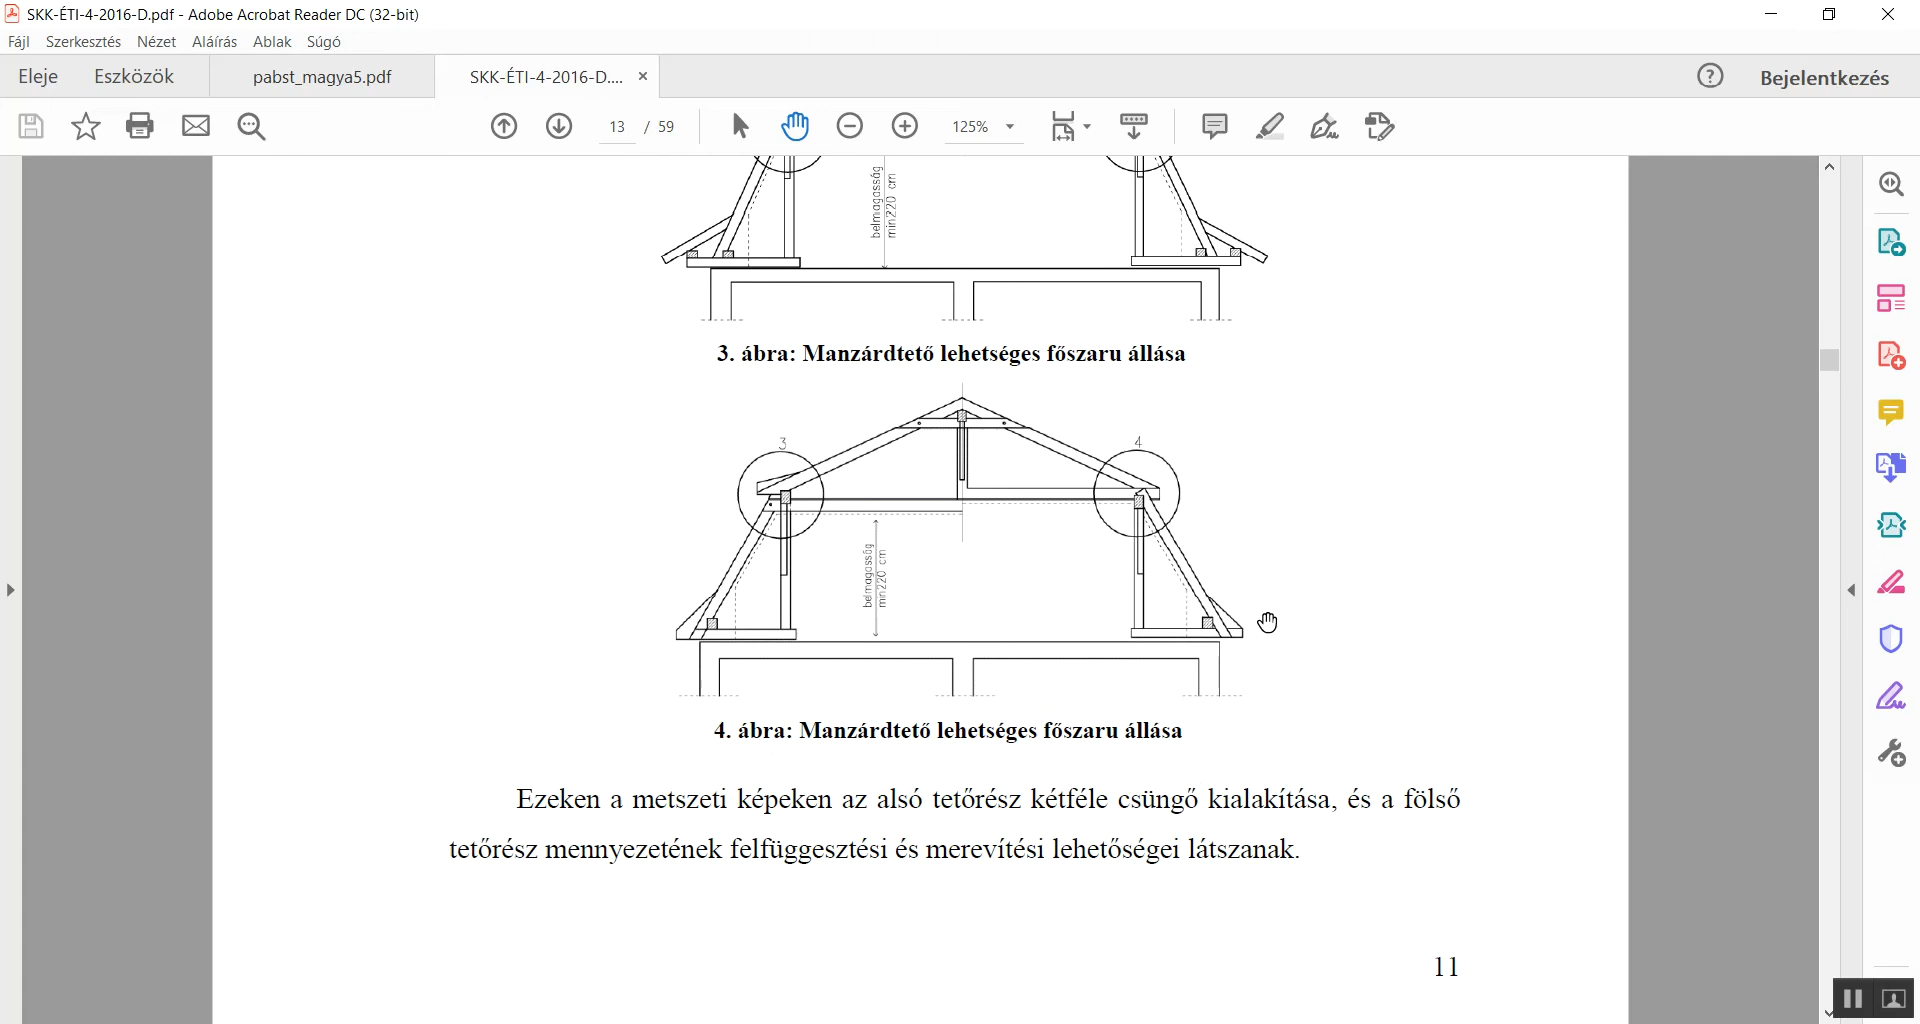 SKK-ÉTI-4-2016-D.pdf - Adobe Acrobat Reader DC (32-bit)
Fájl Szerkesztés Nézet Aláírás Ablak Súgó
Eleje Eszközök pabst_magya5.pdf SKK-ÉTI-4-2016-D.... × ? Bejelentkezés
13 / 59 125%
belmagasság
min220 cm
3. ábra: Manzárdtető lehetséges főszaru állása
3 4
belmagasság
min220 cm
4. ábra: Manzárdtető lehetséges főszaru állása
Ezeken a metszeti képeken az alsó tetőrész kétféle csüngő kialakítása, és a fölső
tetőrész mennyezetének felfüggesztési és merevítési lehetőségei látszanak.
11